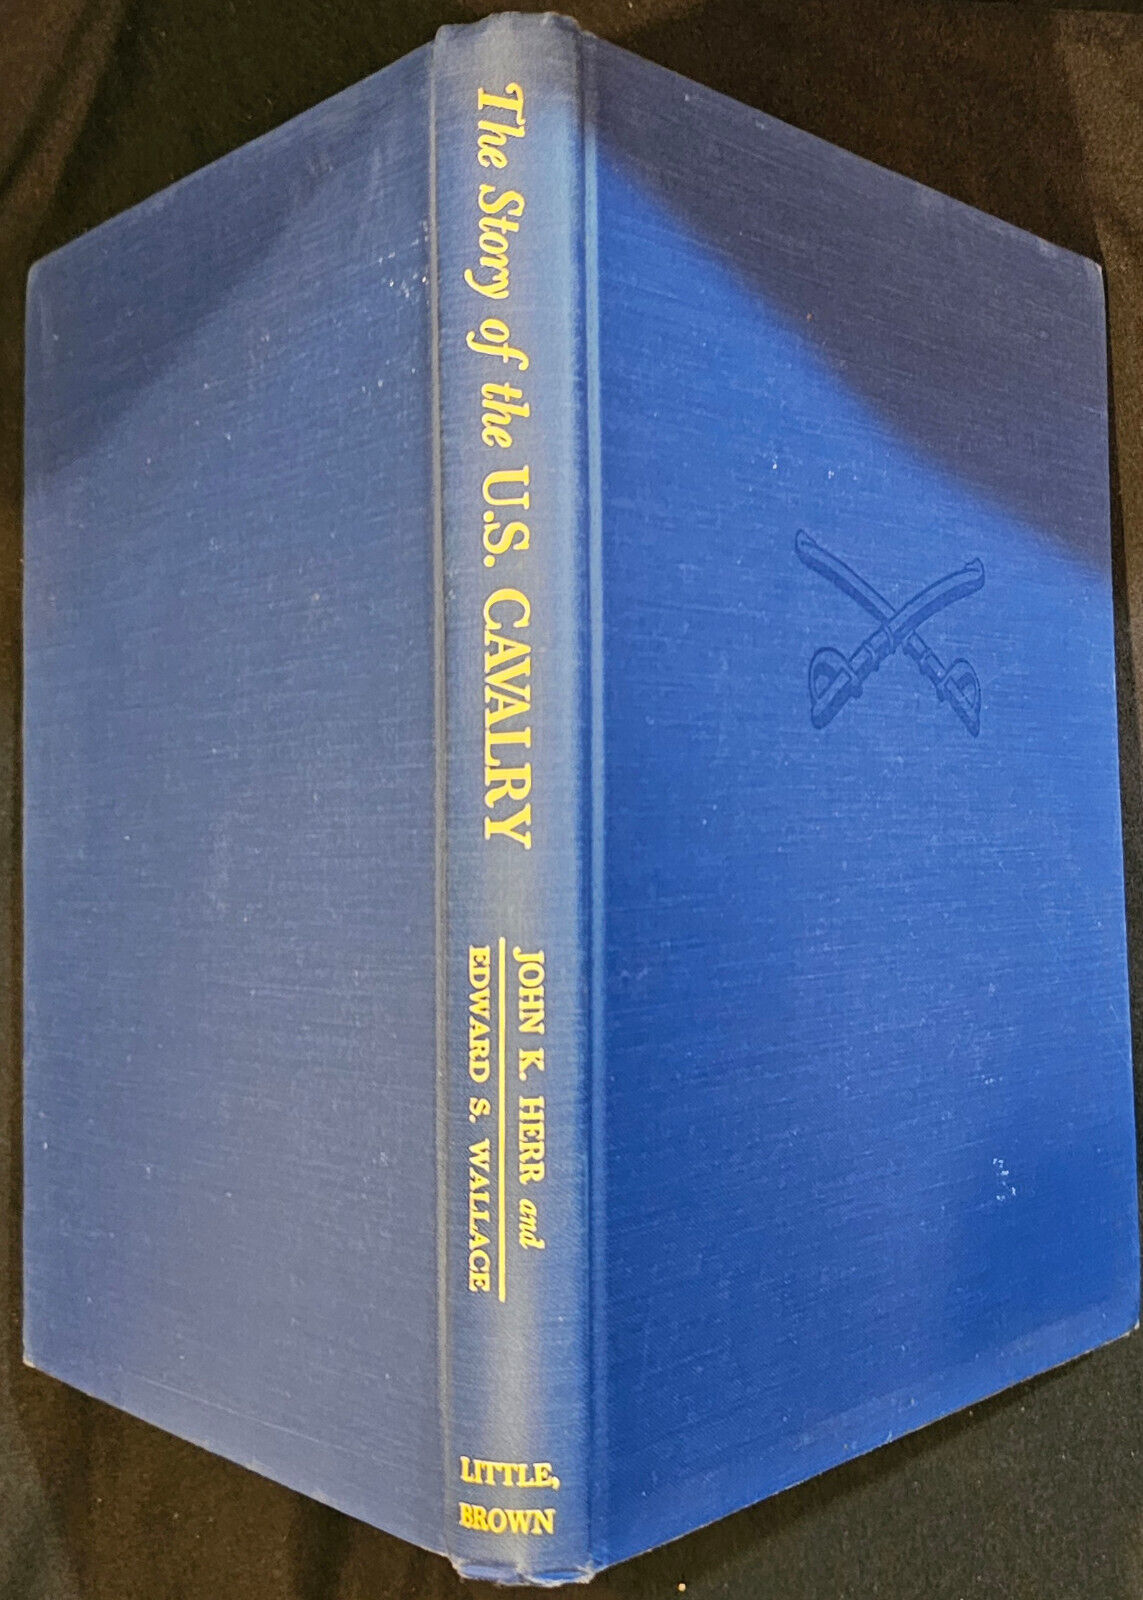 The Story of the U.S. CAVALRY
JOHN K. HERR and
EDWARD S. WALLACE
LITTLE,
BROWN